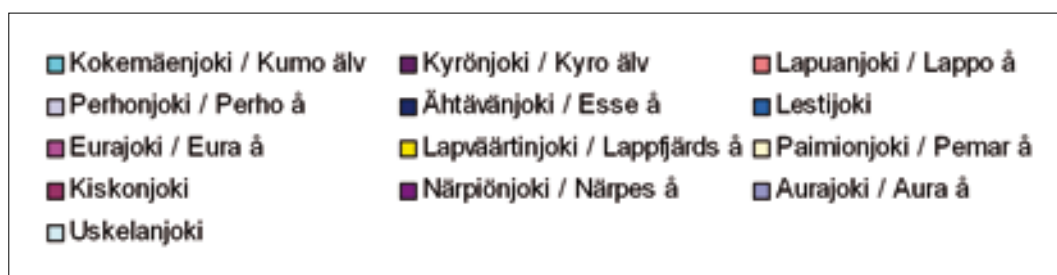 Kokemäenjoki / Kumo älv Kyrönjoki / Kyro älv Lapuanjoki / Lappo å
Perhonjoki / Perho å Ähtävänjoki / Esse å Lestijoki
Eurajoki / Eura å Lapväärtinjoki / Lappfjärds å Paimionjoki / Pemar å
Kiskonjoki Närpiönjoki / Närpes å Aurajoki / Aura å
Uskelanjoki